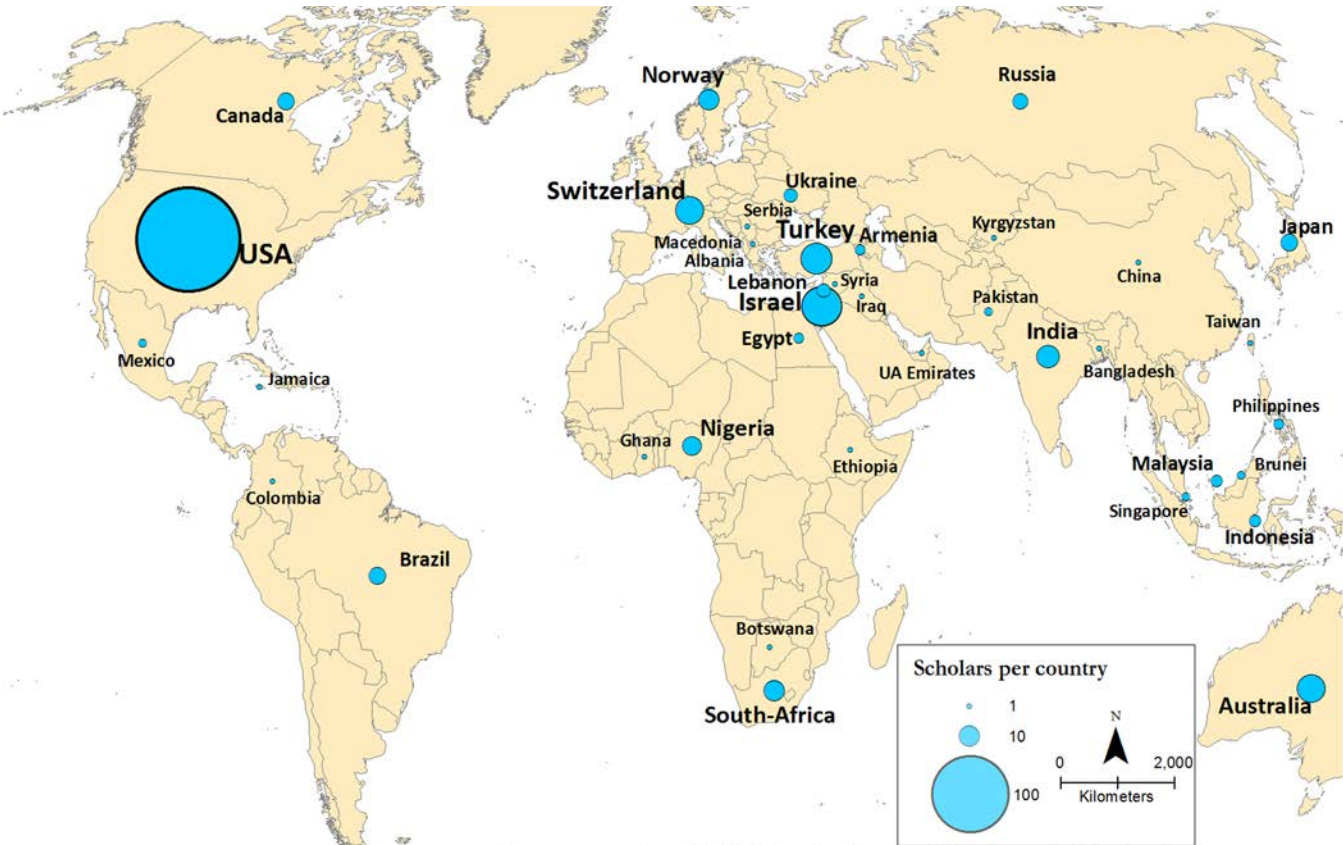 Norway
Russia
Canada
Switzerland
Ukraine
Serbia
Turkey
Armenia
Kyrgyzstan
Japan
USA
Macedonia
Albania
China
Lebanon
Syria
Israel
Iraq
Pakistan
Taiwan
Egypt
India
Mexico
UA Emirates
Bangladesh
Jamaica
Philippines
Nigeria
Ghana
Ethiopia
Malaysia
Brunei
Colombia
Singapore
Indonesia
Brazil
Botswana
South-Africa
Australia
Scholars per country
1
10
100
N
0 2,000
Kilometers